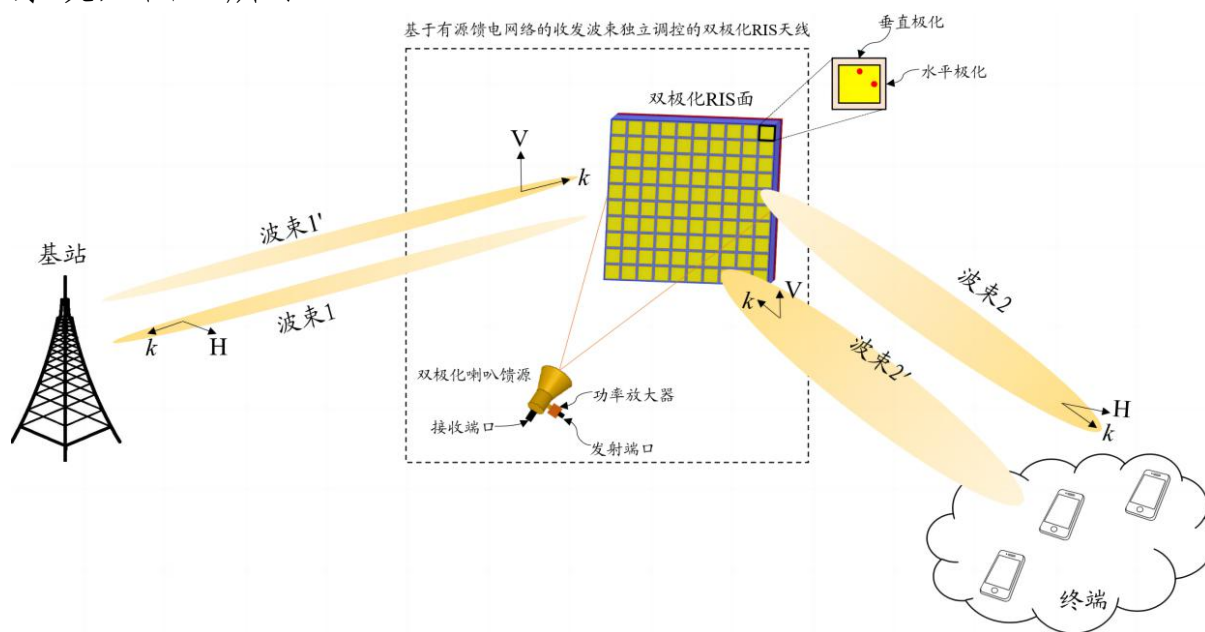 基于有源馈电网络的收发波束独立调控的双极化RIS天线
垂直极化
水平极化
双极化RIS面
V
k
波束1'
基站
波束1
k
H
波束2
V
k
波束2'
双极化喇叭馈源
功率放大器
接收端口
发射端口
H
k
终端